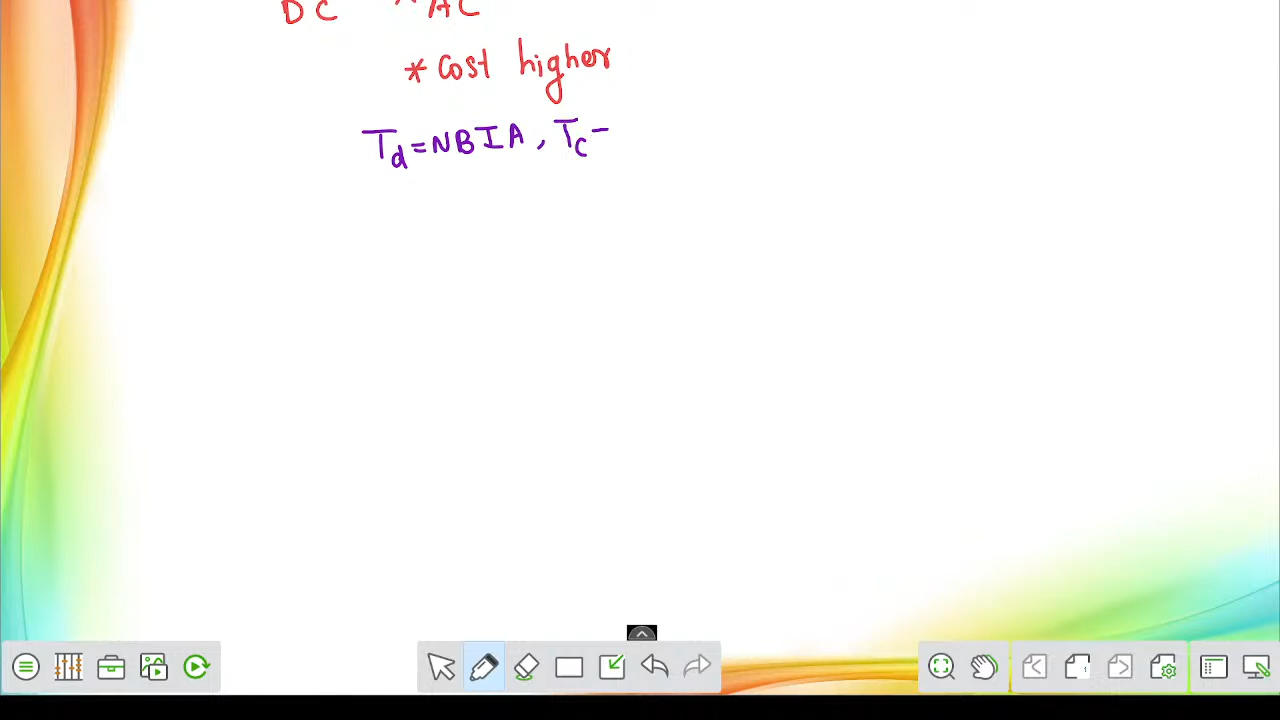 DC AC
* Cost higher
Td=NBIA, Tc-